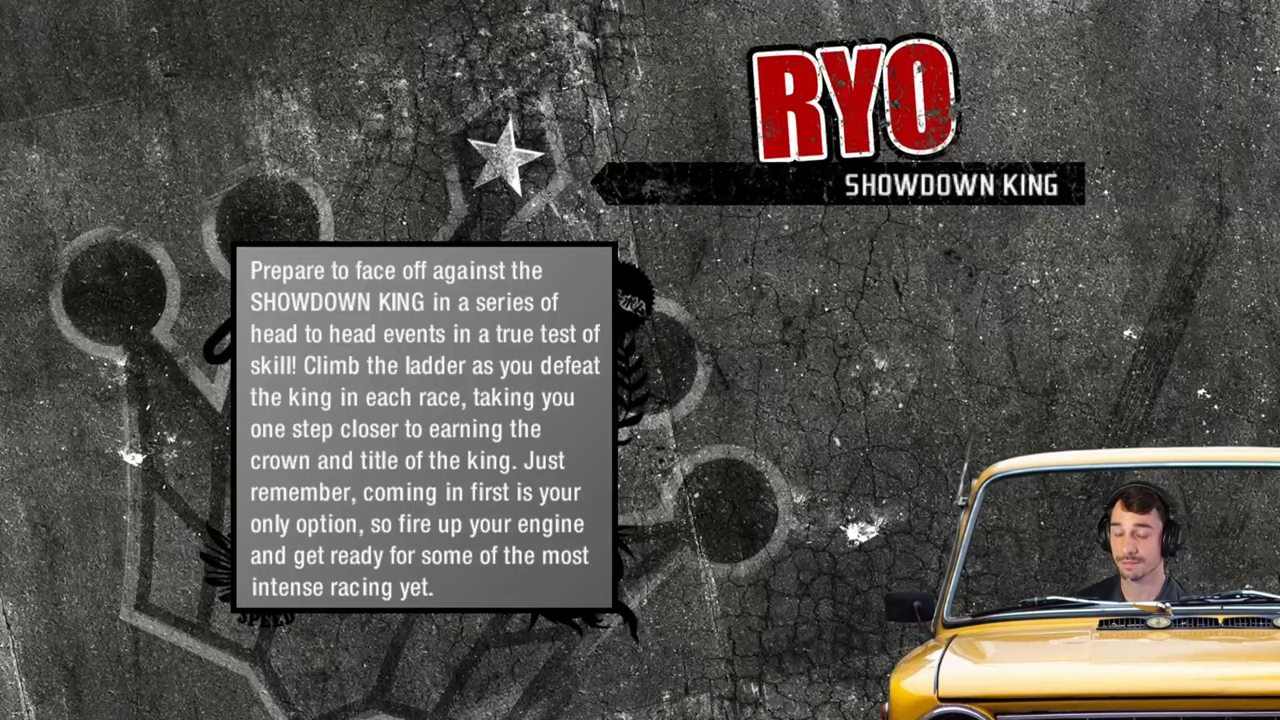 RYO
SHOWDOWN KING
Prepare to face off against the
SHOWDOWN KING in a series of
head to head events in a true test of
skill! Climb the ladder as you defeat
the king in each race, taking you
one step closer to earning the
crown and title of the king. Just
remember, coming in first is your
only option, so fire up your engine
and get ready for some of the most
intense racing yet.
SPEED